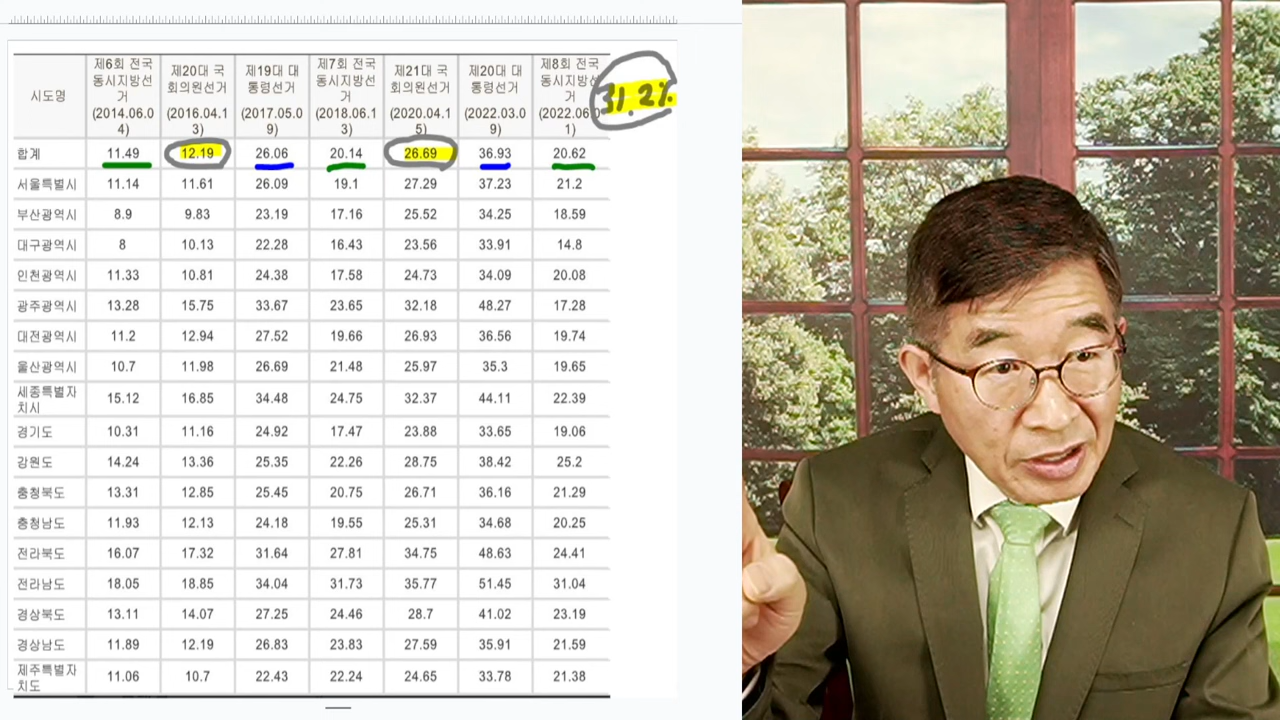 시도명 제6회 전국동시지방선거 (2014.06.04) 제20대 국회의원선거 (2016.04.13) 제19대 대통령선거 (2017.05.09) 제7회 전국동시지방선거 (2018.06.13) 제21대 국회의원선거 (2020.04.15) 제20대 대통령선거 (2022.03.09) 제8회 전국동시지방선거 (2022.06.01) 31.2%
합계 11.49 12.19 26.06 20.14 26.69 36.93 20.62
서울특별시 11.14 11.61 26.09 19.1 27.29 37.23 21.2
부산광역시 8.9 9.83 23.19 17.16 25.52 34.25 18.59
대구광역시 8 10.13 22.28 16.43 23.56 33.91 14.8
인천광역시 11.33 10.81 24.38 17.58 24.73 34.09 20.08
광주광역시 13.28 15.75 33.67 23.65 32.18 48.27 17.28
대전광역시 11.2 12.94 27.52 19.66 26.93 36.56 19.74
울산광역시 10.7 11.98 26.69 21.48 25.97 35.3 19.65
세종특별자치시 15.12 16.85 34.48 24.75 32.37 44.11 22.39
경기도 10.31 11.16 24.92 17.47 23.88 33.65 19.06
강원도 14.24 13.36 25.35 22.26 28.75 38.42 25.2
충청북도 13.31 12.85 25.45 20.75 26.71 36.16 21.29
충청남도 11.93 12.13 24.18 19.55 25.31 34.68 20.25
전라북도 16.07 17.32 31.64 27.81 34.75 48.63 24.41
전라남도 18.05 18.85 34.04 31.73 35.77 51.45 31.04
경상북도 13.11 14.07 27.25 24.46 28.7 41.02 23.19
경상남도 11.89 12.19 26.83 23.83 27.59 35.91 21.59
제주특별자치도 11.06 10.7 22.43 22.24 24.65 33.78 21.38